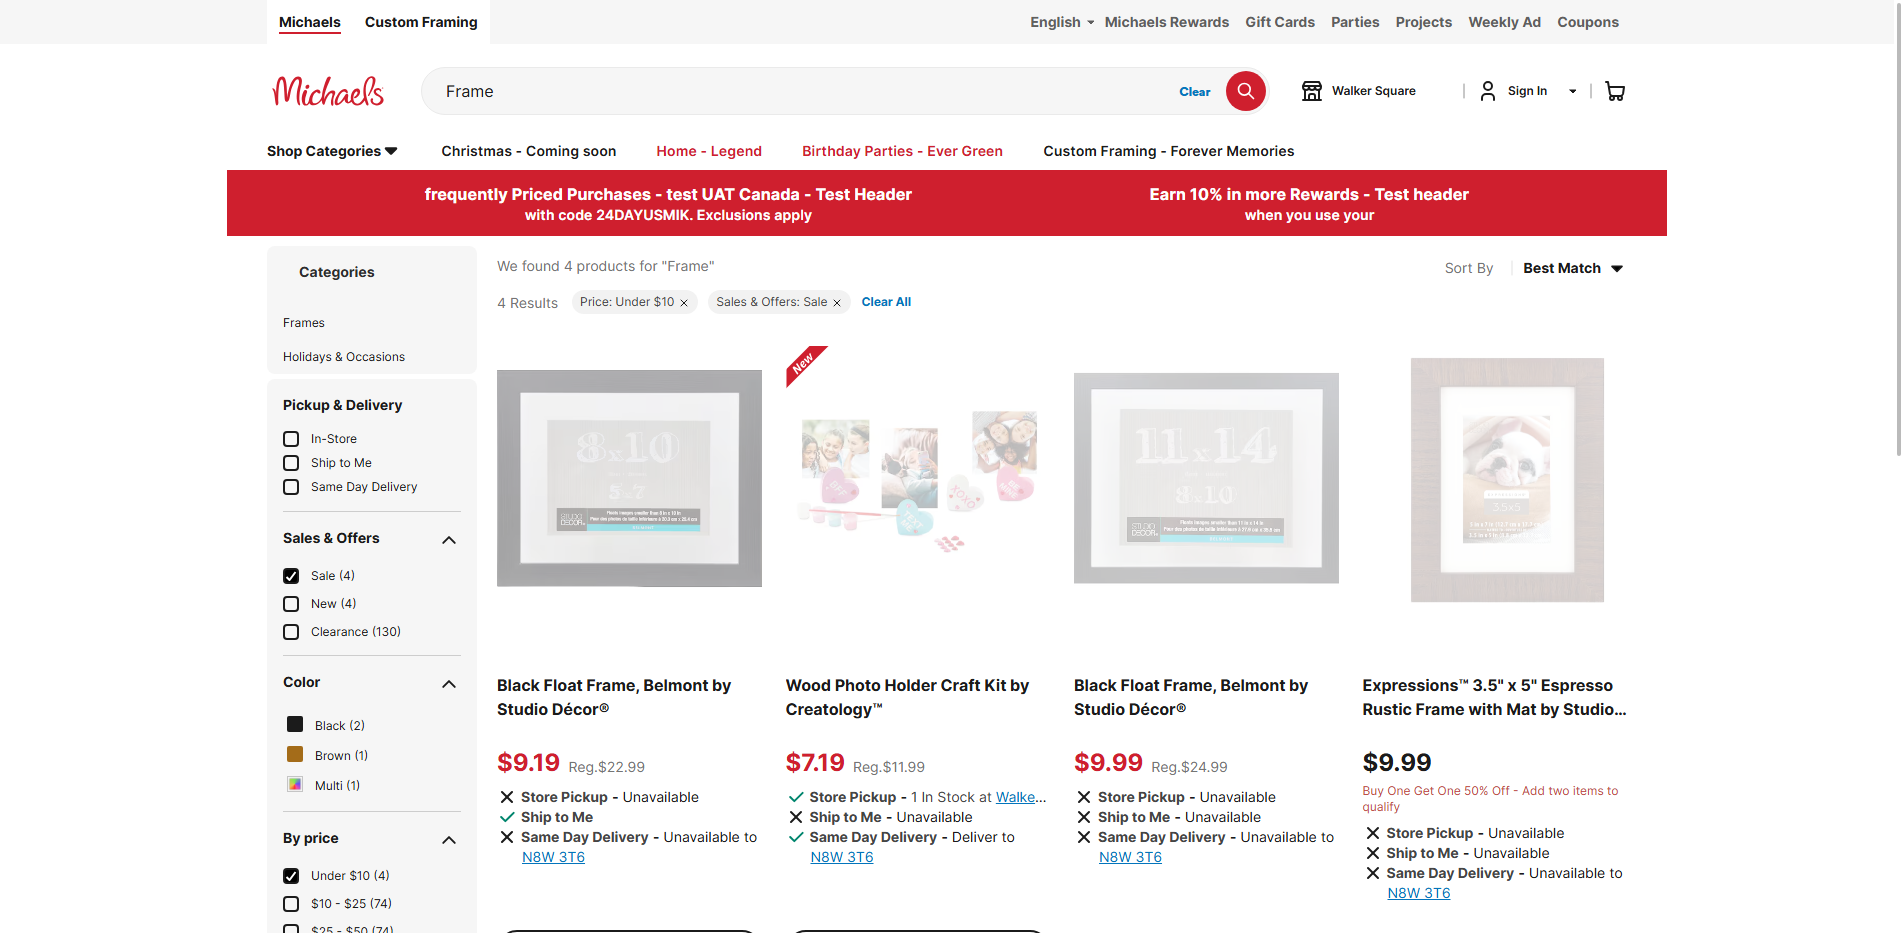 Michaels
Custom Framing
English
Michaels Rewards
Gift Cards
Parties
Projects
Weekly Ad
Coupons
Michaels
Frame
Clear
Walker Square
Sign In
Shop Categories
Christmas - Coming soon
Home - Legend
Birthday Parties - Ever Green
Custom Framing - Forever Memories
frequently Priced Purchases - test UAT Canada - Test Header
with code 24DAYUSMIK. Exclusions apply
Earn 10% in more Rewards - Test header
when you use your
Categories
Frames
Holidays & Occasions
Pickup & Delivery
In-Store
Ship to Me
Same Day Delivery
Sales & Offers
Sale (4)
New (4)
Clearance (130)
Color
Black (2)
Brown (1)
Multi (1)
By price
Under $10 (4)
$10 - $25 (74)
$25 - $50 (74)
We found 4 products for "Frame"
Sort By
Best Match
4 Results
Price: Under $10
Sales & Offers: Sale
Clear All
8x10
5x7
STUDIO
DÉCOR
Black Float Frame, Belmont by
Studio Décor®
$9.19 Reg.$22.99
Store Pickup - Unavailable
Ship to Me
Same Day Delivery - Unavailable to
N8W 3T6
New
XOXO
Wood Photo Holder Craft Kit by
Creatology™
$7.19 Reg.$11.99
Store Pickup - 1 In Stock at Walke...
Ship to Me - Unavailable
Same Day Delivery - Deliver to
N8W 3T6
11x14
8x10
STUDIO
DÉCOR
Black Float Frame, Belmont by
Studio Décor®
$9.99 Reg.$24.99
Store Pickup - Unavailable
Ship to Me - Unavailable
Same Day Delivery - Unavailable to
N8W 3T6
3.5x5
Expressions™ 3.5" x 5" Espresso
Rustic Frame with Mat by Studio...
$9.99
Buy One Get One 50% Off - Add two items to
qualify
Store Pickup - Unavailable
Ship to Me - Unavailable
Same Day Delivery - Unavailable to
N8W 3T6